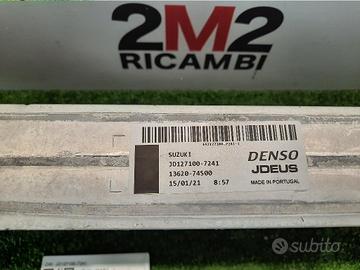 2M2
RICAMBI
SUZUKI
JD127100-7241
13620-74S00
15/01/21 8:57
DENSO
JDEUS
MADE IN PORTUGAL
subito